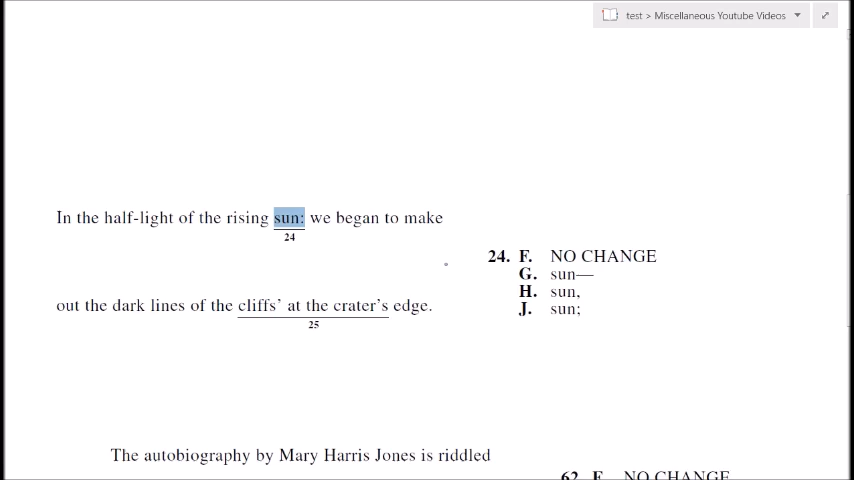 test > Miscellaneous Youtube Videos
In the half-light of the rising sun: we began to make
24
24. F. NO CHANGE
G. sun—
H. sun,
J. sun;
out the dark lines of the cliffs’ at the crater’s edge.
25
The autobiography by Mary Harris Jones is riddled
62. F. NO CHANGE